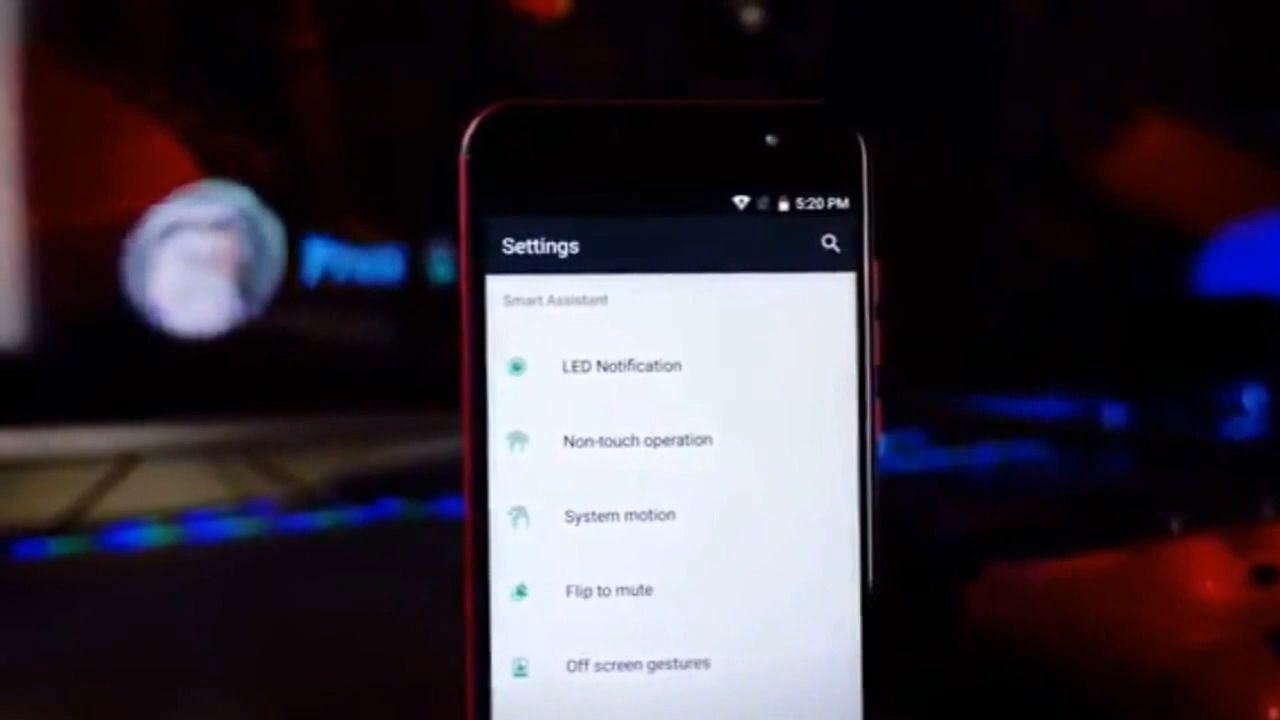 5:20 PM
Settings
Smart Assistant
LED Notification
Non-touch operation
System motion
Flip to mute
Off screen gestures